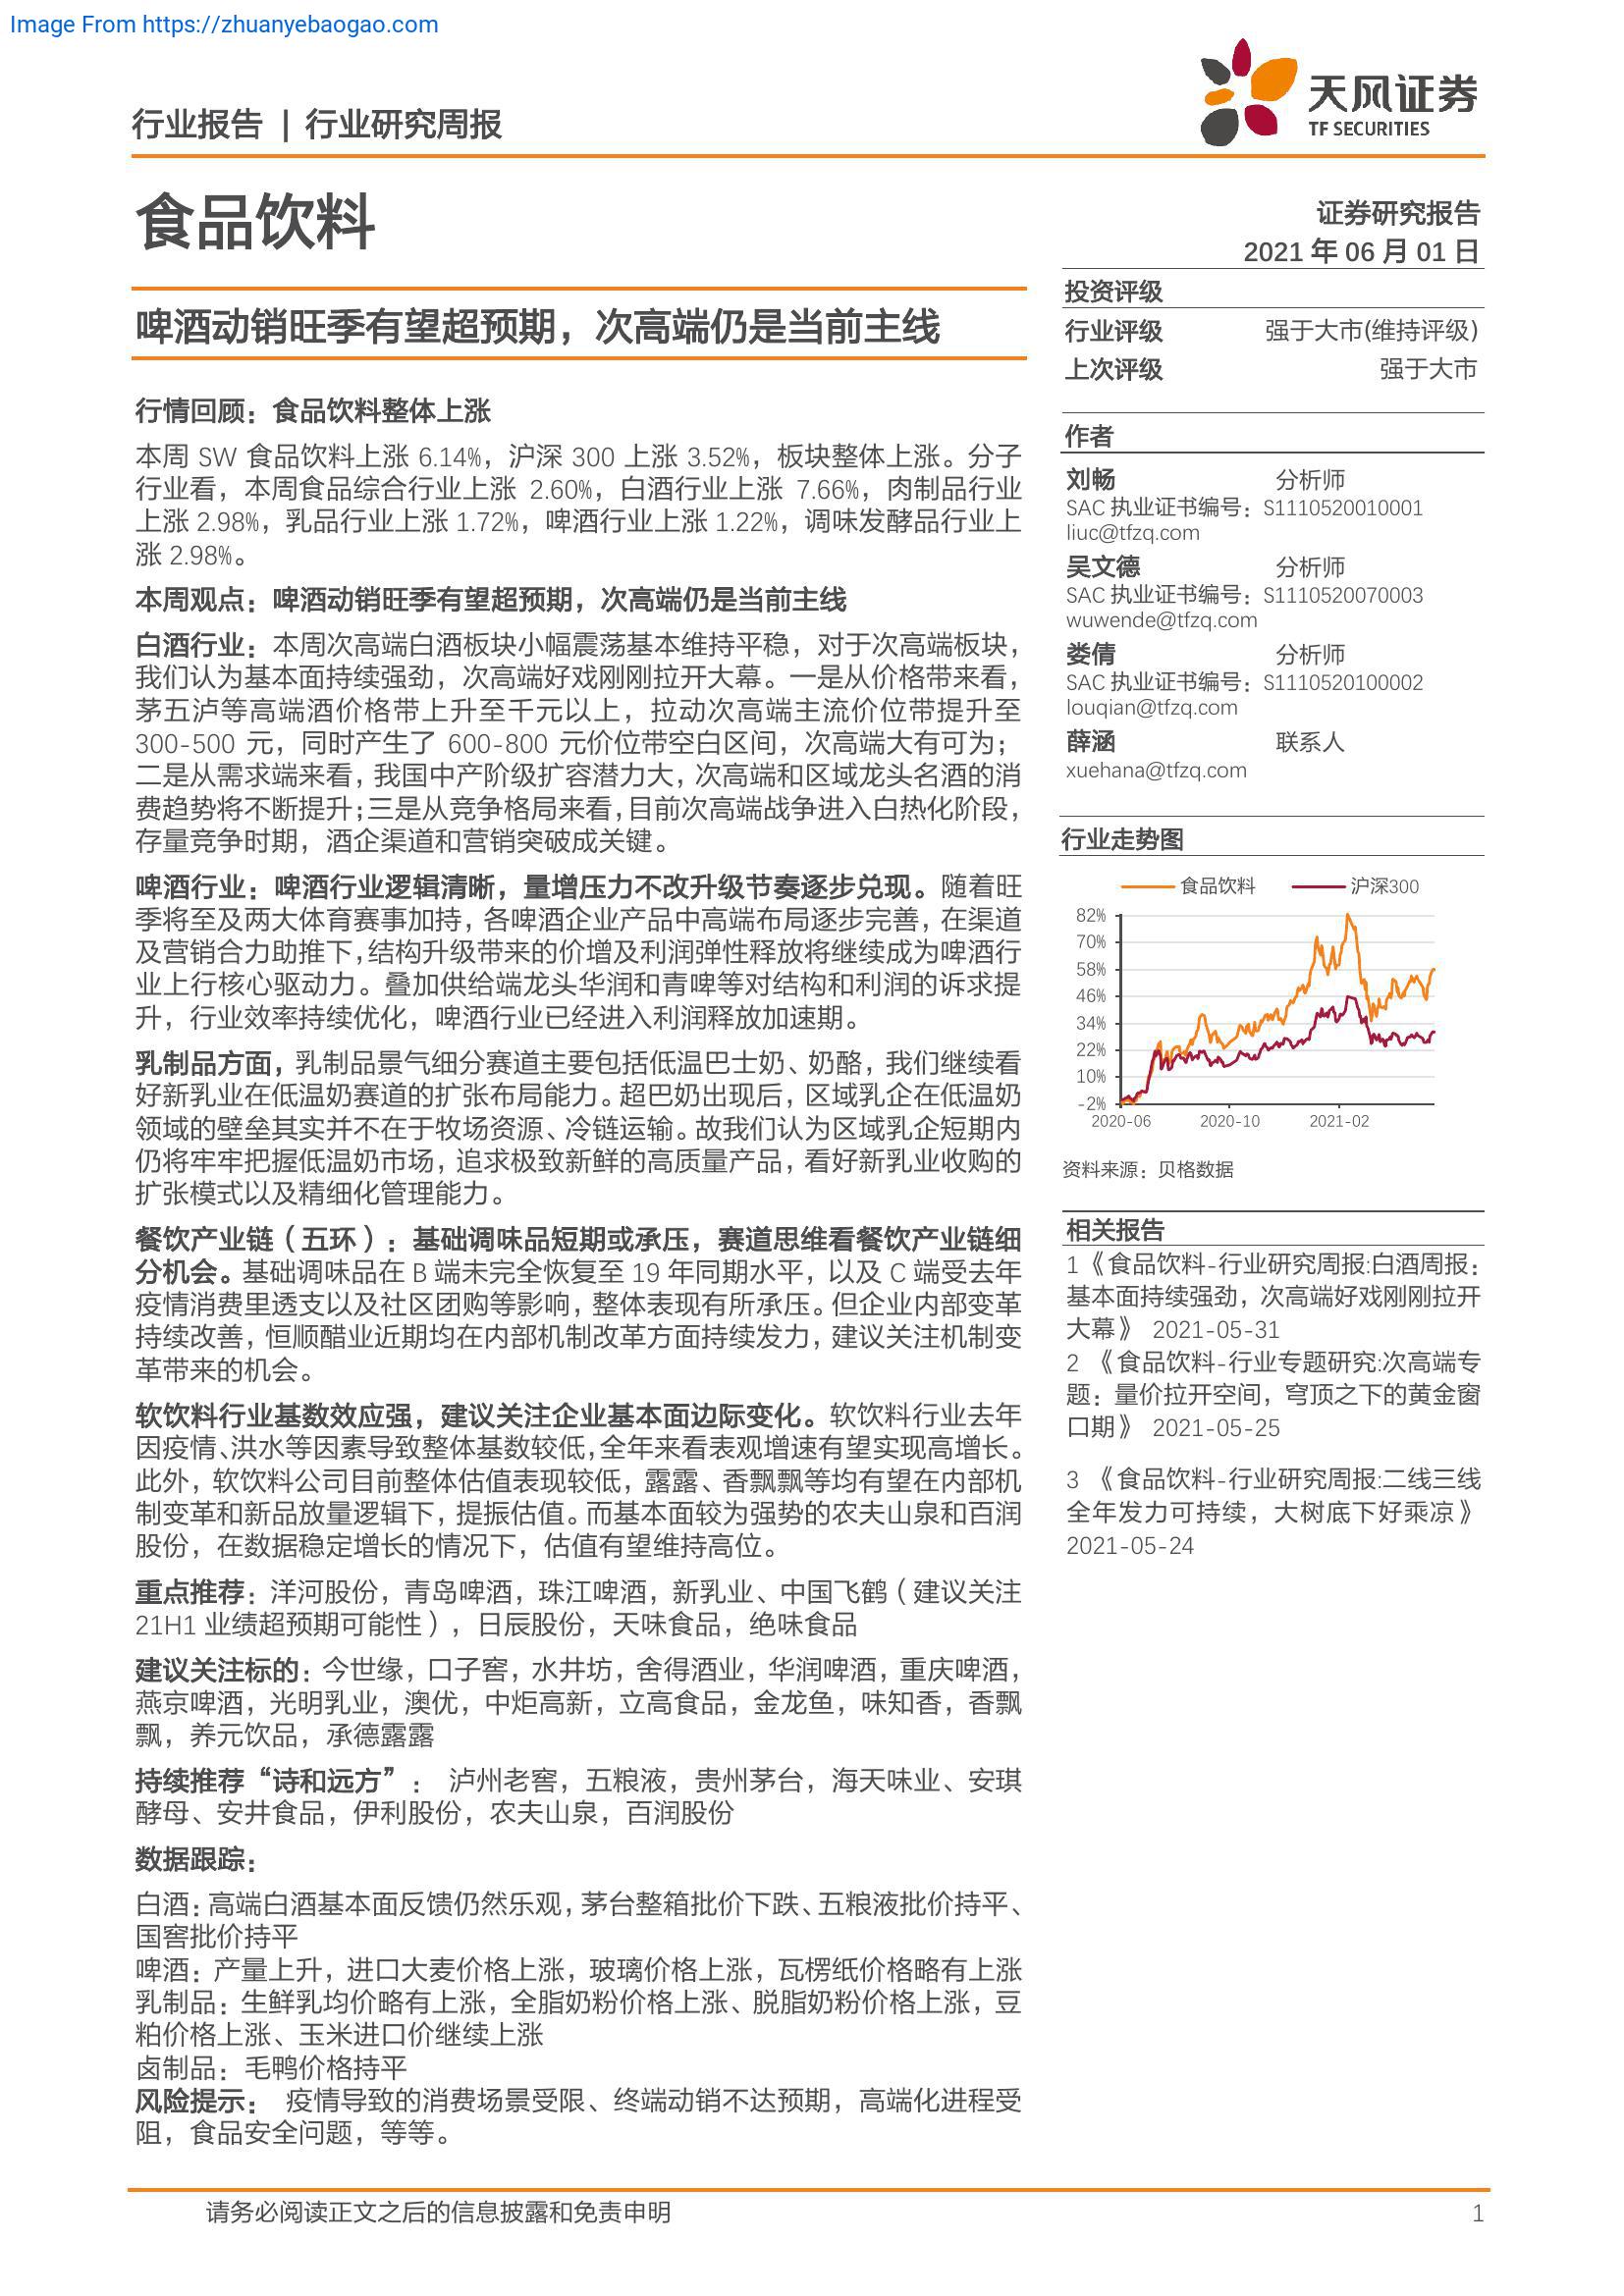 Image From https://zhuanyebaogao.com
行业报告 | 行业研究周报
天风证券
TF SECURITIES
食品饮料
证券研究报告
2021 年 06 月 01 日
啤酒动销旺季有望超预期，次高端仍是当前主线
行情回顾：食品饮料整体上涨
本周 SW 食品饮料上涨 6.14%，沪深 300 上涨 3.52%，板块整体上涨。分子
行业看，本周食品综合行业上涨 2.60%，白酒行业上涨 7.66%，肉制品行业
上涨 2.98%，乳品行业上涨 1.72%，啤酒行业上涨 1.22%，调味发酵品行业上
涨 2.98%。
本周观点：啤酒动销旺季有望超预期，次高端仍是当前主线
白酒行业：本周次高端白酒板块小幅震荡基本维持平稳，对于次高端板块，
我们认为基本面持续强劲，次高端好戏刚刚拉开大幕。一是从价格带来看，
茅五泸等高端酒价格带上升至千元以上，拉动次高端主流价位带提升至
300-500 元，同时产生了 600-800 元价位带空白区间，次高端大有可为；
二是从需求端来看，我国中产阶级扩容潜力大，次高端和区域龙头名酒的消
费趋势将不断提升；三是从竞争格局来看，目前次高端战争进入白热化阶段，
存量竞争时期，酒企渠道和营销突破成关键。
啤酒行业：啤酒行业逻辑清晰，量增压力不改升级节奏逐步兑现。随着旺
季将至及两大体育赛事加持，各啤酒企业产品中高端布局逐步完善，在渠道
及营销合力助推下，结构升级带来的价增及利润弹性释放将继续成为啤酒行
业上行核心驱动力。叠加供给端龙头华润和青啤等对结构和利润的诉求提
升，行业效率持续优化，啤酒行业已经进入利润释放加速期。
乳制品方面，乳制品景气细分赛道主要包括低温巴士奶、奶酪，我们继续看
好新乳业在低温奶赛道的扩张布局能力。超巴奶出现后，区域乳企在低温奶
领域的壁垒其实并不在于牧场资源、冷链运输。故我们认为区域乳企短期内
仍将牢牢把握低温奶市场，追求极致新鲜的高质量产品，看好新乳业收购的
扩张模式以及精细化管理能力。
餐饮产业链（五环）：基础调味品短期或承压，赛道思维看餐饮产业链细
分机会。基础调味品在 B 端未完全恢复至 19 年同期水平，以及 C 端受去年
疫情消费里透支以及社区团购等影响，整体表现有所承压。但企业内部变革
持续改善，恒顺醋业近期均在内部机制改革方面持续发力，建议关注机制变
革带来的机会。
软饮料行业基数效应强，建议关注企业基本面边际变化。软饮料行业去年
因疫情、洪水等因素导致整体基数较低，全年来看表观增速有望实现高增长。
此外，软饮料公司目前整体估值表现较低，露露、香飘飘等均有望在内部机
制变革和新品放量逻辑下，提振估值。而基本面较为强势的农夫山泉和百润
股份，在数据稳定增长的情况下，估值有望维持高位。
重点推荐：洋河股份，青岛啤酒，珠江啤酒，新乳业、中国飞鹤（建议关注
21H1 业绩超预期可能性），日辰股份，天味食品，绝味食品
建议关注标的：今世缘，口子窖，水井坊，舍得酒业，华润啤酒，重庆啤酒，
燕京啤酒，光明乳业，澳优，中炬高新，立高食品，金龙鱼，味知香，香飘
飘，养元饮品，承德露露
持续推荐“诗和远方”： 泸州老窖，五粮液，贵州茅台，海天味业、安琪
酵母、安井食品，伊利股份，农夫山泉，百润股份
数据跟踪：
白酒：高端白酒基本面反馈仍然乐观，茅台整箱批价下跌、五粮液批价持平、
国窖批价持平
啤酒：产量上升，进口大麦价格上涨，玻璃价格上涨，瓦楞纸价格略有上涨
乳制品：生鲜乳均价略有上涨，全脂奶粉价格上涨、脱脂奶粉价格上涨，豆
粕价格上涨、玉米进口价继续上涨
卤制品：毛鸭价格持平
风险提示： 疫情导致的消费场景受限、终端动销不达预期，高端化进程受
阻，食品安全问题，等等。
投资评级
行业评级 强于大市(维持评级)
上次评级 强于大市
作者
刘畅 分析师
SAC 执业证书编号：S1110520010001
liuc@tfzq.com
吴文德 分析师
SAC 执业证书编号：S1110520070003
wuwende@tfzq.com
娄倩 分析师
SAC 执业证书编号：S1110520100002
louqian@tfzq.com
薛涵 联系人
xuehana@tfzq.com
行业走势图
食品饮料 沪深300
82%
70%
58%
46%
34%
22%
10%
-2%
2020-06 2020-10 2021-02
资料来源：贝格数据
相关报告
1《食品饮料-行业研究周报:白酒周报：
基本面持续强劲，次高端好戏刚刚拉开
大幕》 2021-05-31
2 《食品饮料-行业专题研究:次高端专
题：量价拉开空间，穹顶之下的黄金窗
口期》 2021-05-25
3 《食品饮料-行业研究周报:二线三线
全年发力可持续，大树底下好乘凉》
2021-05-24
请务必阅读正文之后的信息披露和免责申明 1